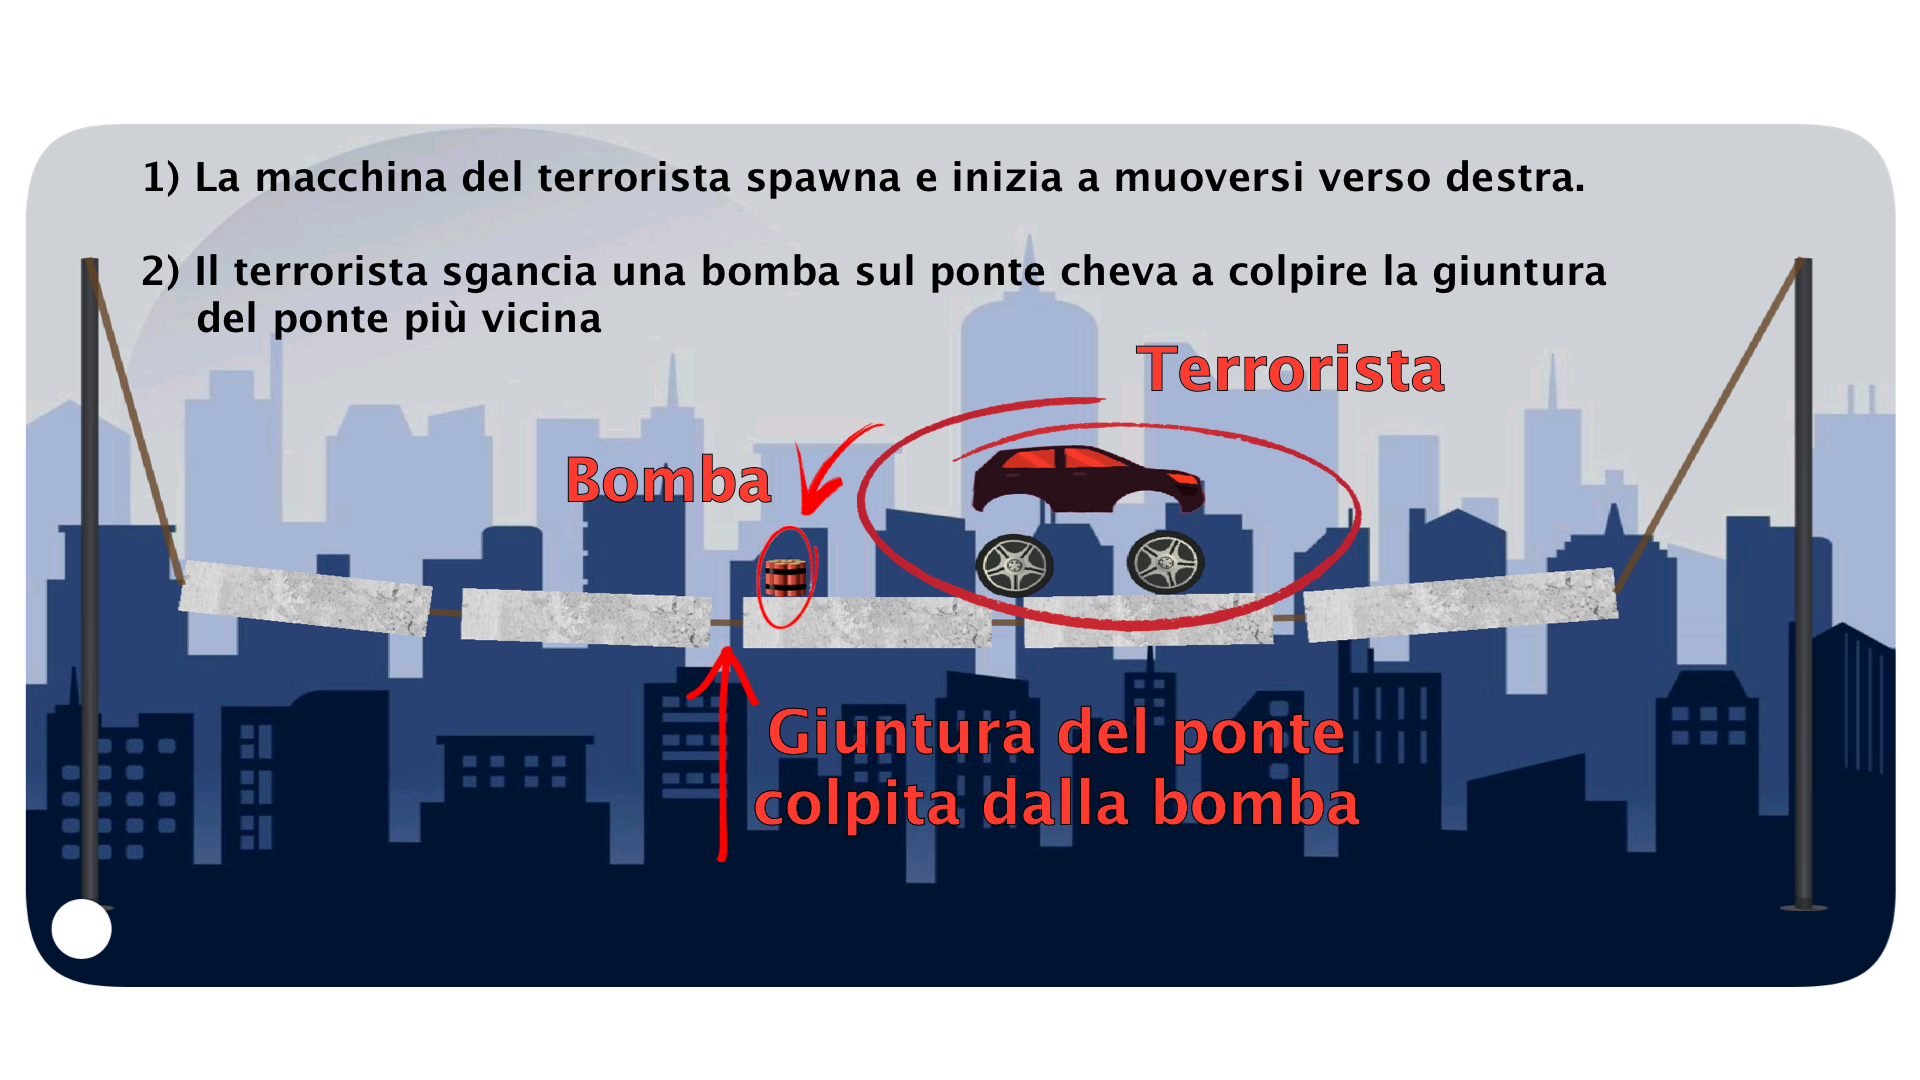 1) La macchina del terrorista spawna e inizia a muoversi verso destra.
2) Il terrorista sgancia una bomba sul ponte cheva a colpire la giuntura
del ponte più vicina
Terrorista
Bomba
Giuntura del ponte
colpita dalla bomba